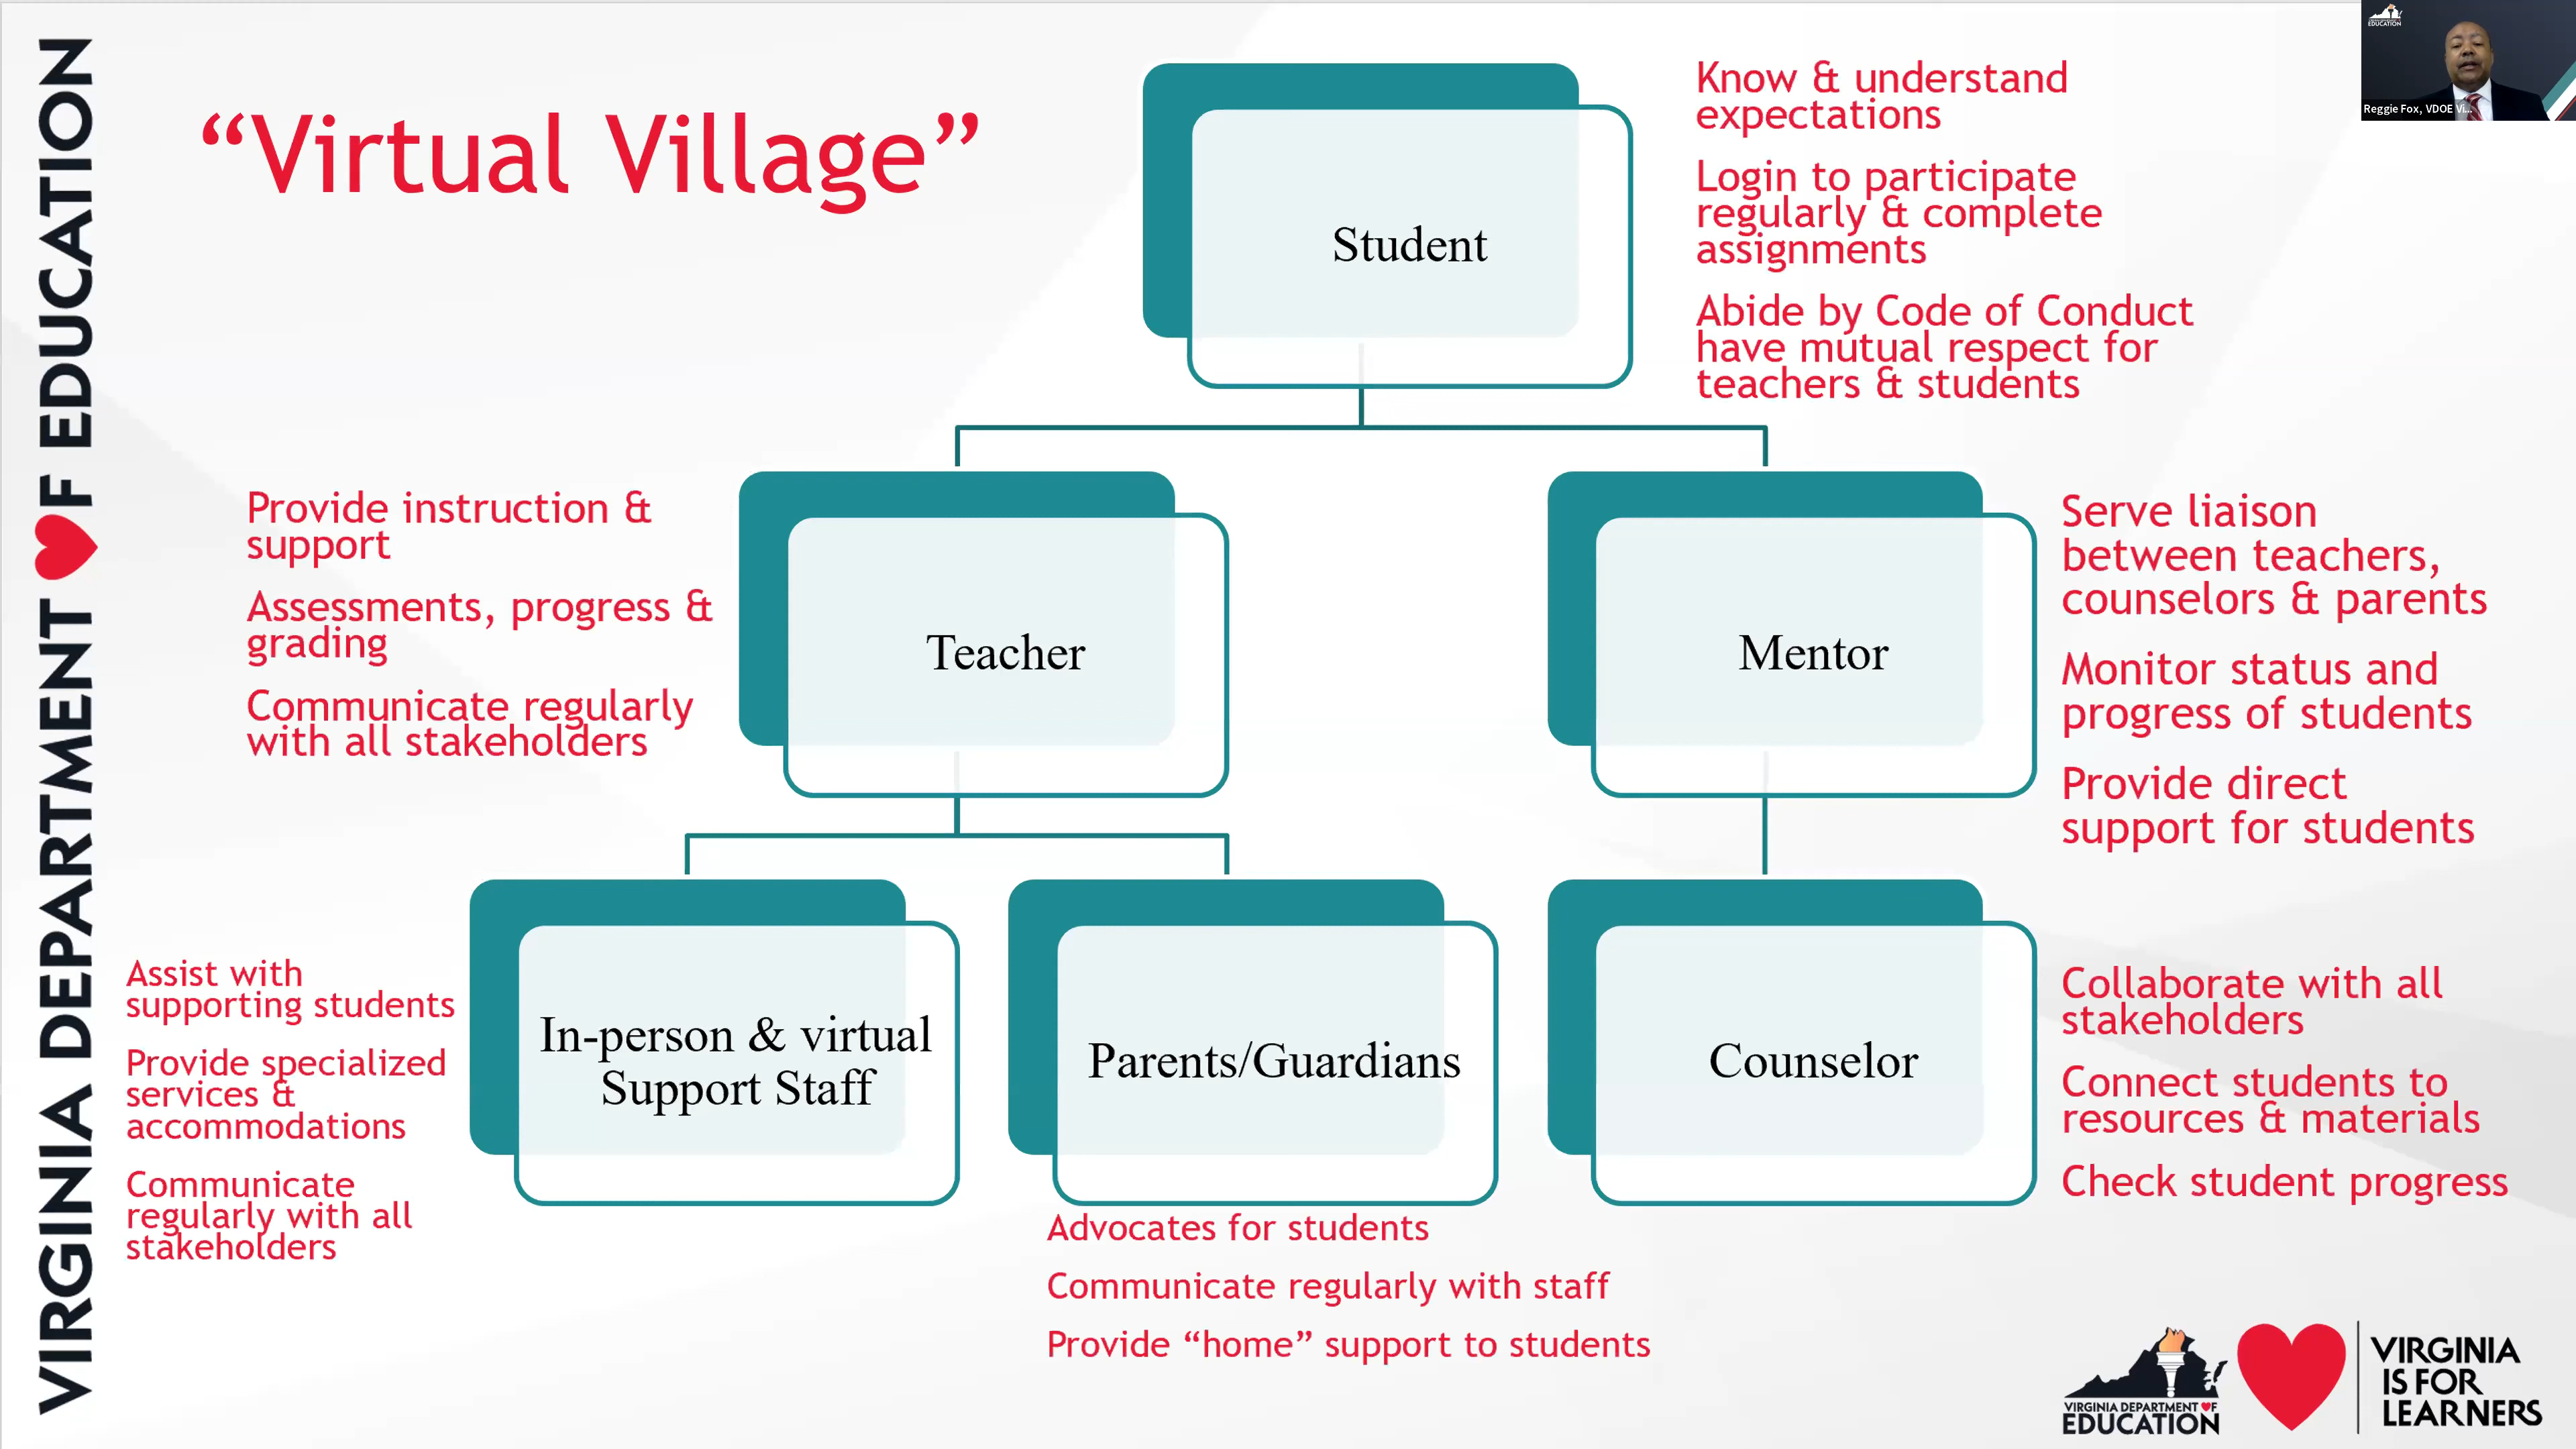 VIRGINIA DEPARTMENT OF EDUCATION
“Virtual Village”
Student
Know & understand
expectations
Login to participate
regularly & complete
assignments
Abide by Code of Conduct
have mutual respect for
teachers & students
EDUCATION
Reggie Fox, VDOE Vi...
Provide instruction &
support
Assessments, progress &
grading
Communicate regularly
with all stakeholders
Teacher
Mentor
Serve liaison
between teachers,
counselors & parents
Monitor status and
progress of students
Provide direct
support for students
Assist with
supporting students
Provide specialized
services &
accommodations
Communicate
regularly with all
stakeholders
In-person & virtual
Support Staff
Parents/Guardians
Advocates for students
Communicate regularly with staff
Provide “home” support to students
Counselor
Collaborate with all
stakeholders
Connect students to
resources & materials
Check student progress
VIRGINIA DEPARTMENT OF
EDUCATION
VIRGINIA
IS FOR
LEARNERS